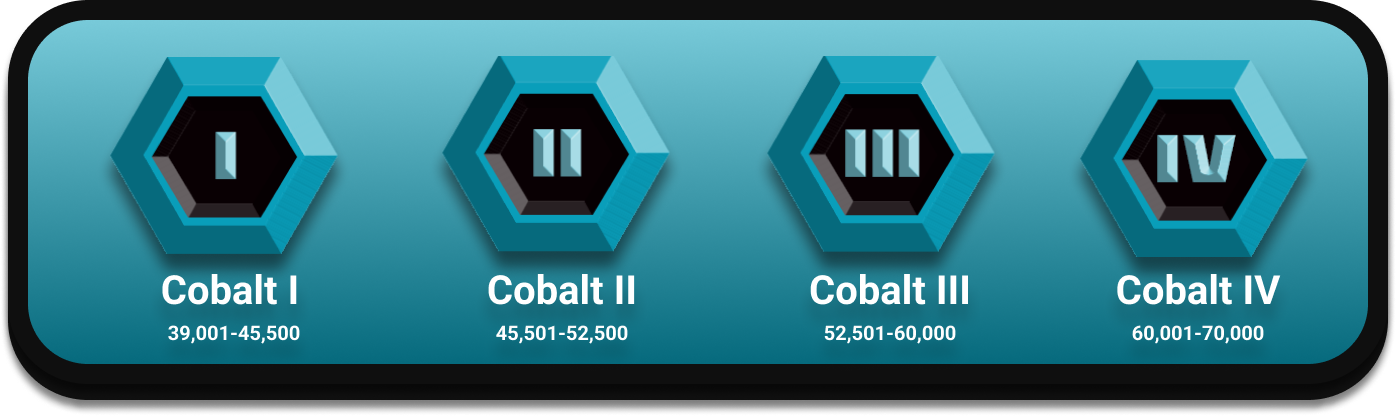 I II III IV
Cobalt I Cobalt II Cobalt III Cobalt IV
39,001-45,500 45,501-52,500 52,501-60,000 60,001-70,000